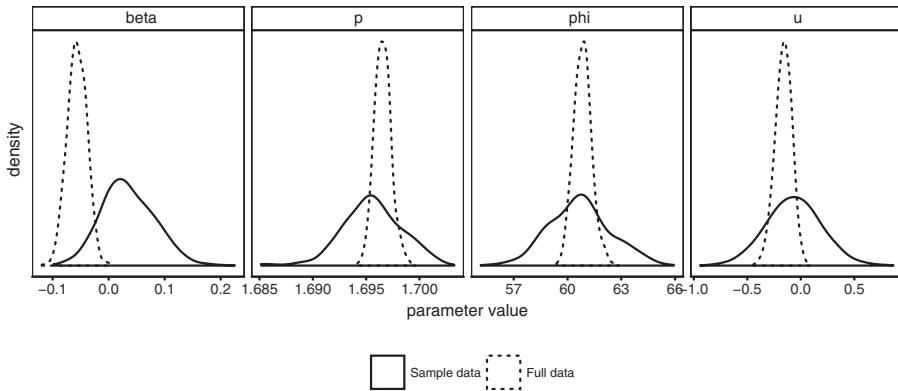 beta p phi u
density
−0.1 0.0 0.1 0.2 1.685 1.690 1.695 1.700 57 60 63 66 −1.0 −0.5 0.0 0.5
parameter value
Sample data Full data